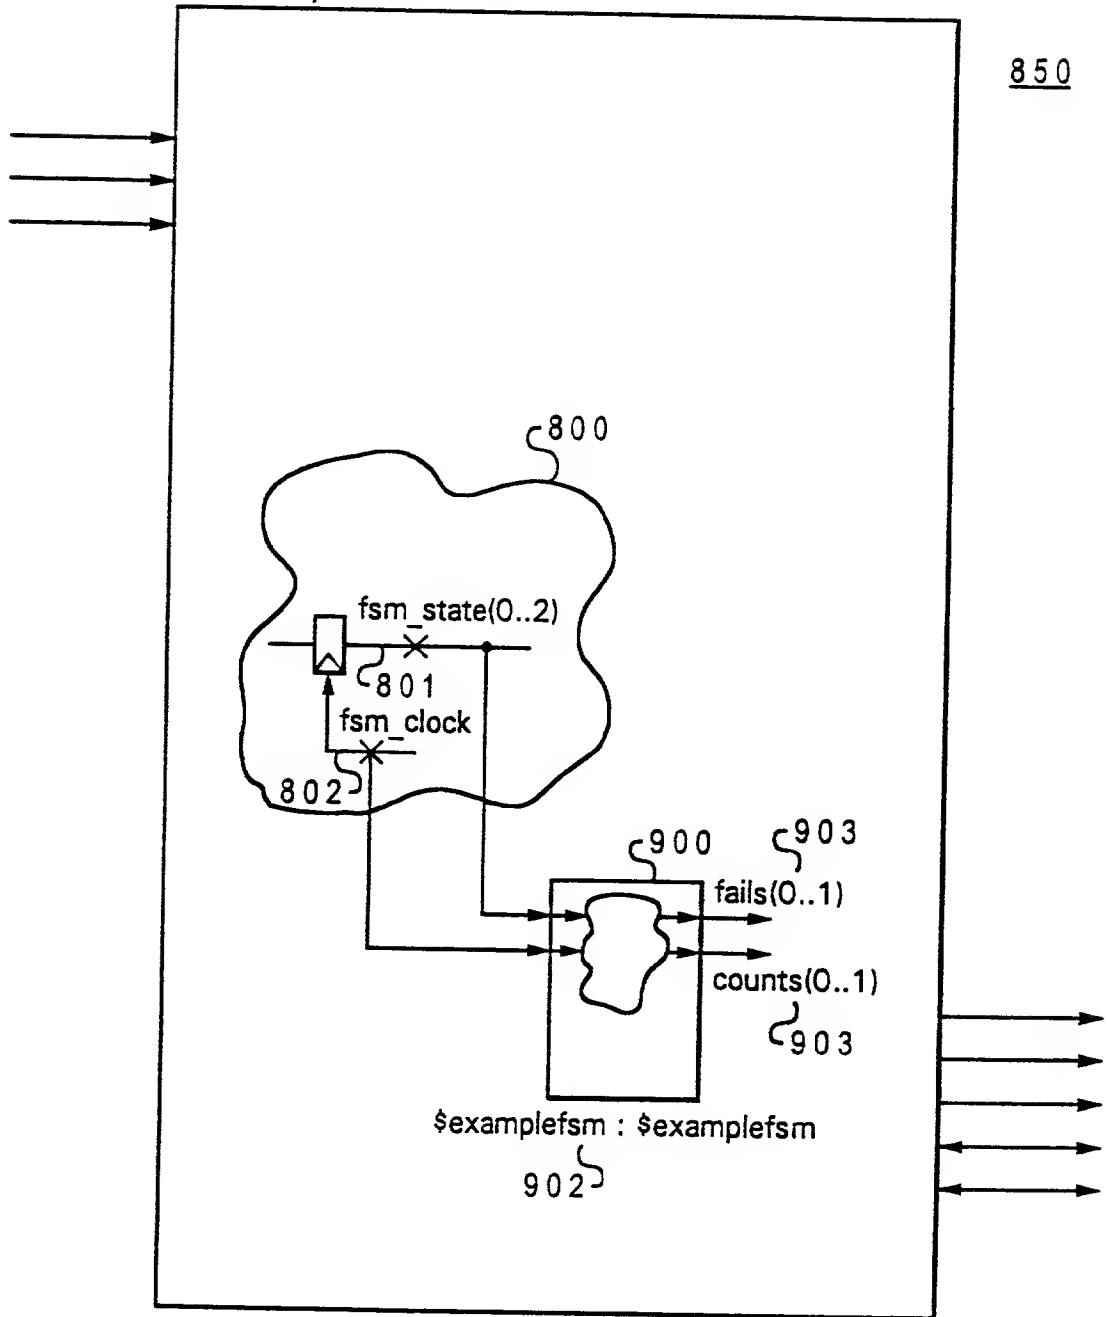 850
800
fsm_state(0..2)
801
fsm_clock
802
903
900
fails(0..1)
counts(0..1)
903
$examplefsm : $examplefsm
902